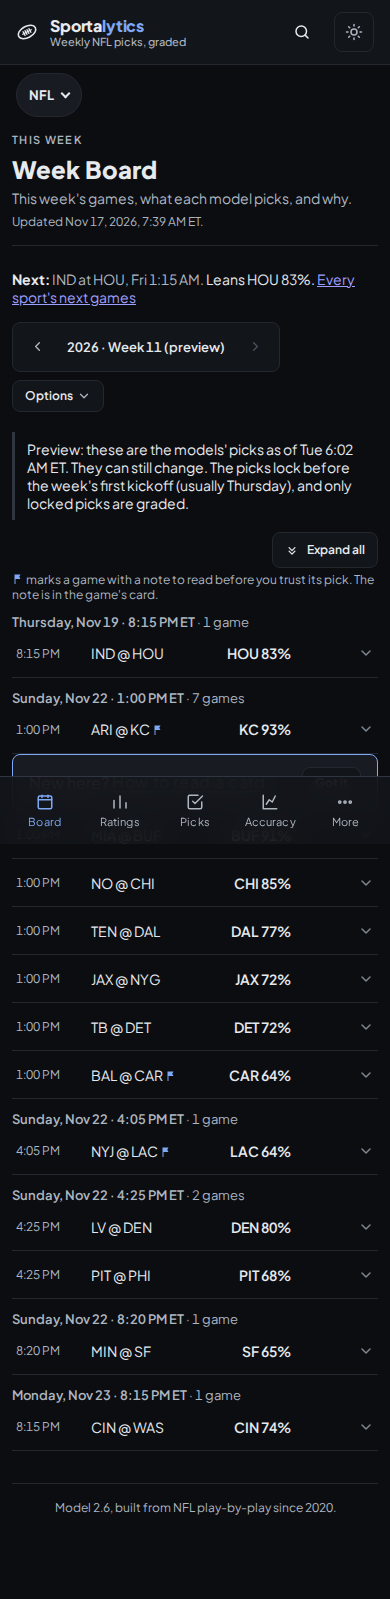 Sportalytics
Weekly NFL picks, graded
NFL
THIS WEEK
Week Board
This week's games, what each model picks, and why.
Updated Nov 17, 2026, 7:39 AM ET.
Next: IND at HOU, Fri 1:15 AM. Leans HOU 83%. Every
sport's next games
2026 · Week 11 (preview)
Options
Preview: these are the models' picks as of Tue 6:02
AM ET. They can still change. The picks lock before
the week's first kickoff (usually Thursday), and only
locked picks are graded.
Expand all
marks a game with a note to read before you trust its pick. The
note is in the game's card.
Thursday, Nov 19 · 8:15 PM ET · 1 game
8:15 PM IND @ HOU HOU 83%
Sunday, Nov 22 · 1:00 PM ET · 7 games
1:00 PM ARI @ KC KC 93%
Board Ratings Picks Accuracy More
BUF 91%
1:00 PM NO @ CHI CHI 85%
1:00 PM TEN @ DAL DAL 77%
1:00 PM JAX @ NYG JAX 72%
1:00 PM TB @ DET DET 72%
1:00 PM BAL @ CAR CAR 64%
Sunday, Nov 22 · 4:05 PM ET · 1 game
4:05 PM NYJ @ LAC LAC 64%
Sunday, Nov 22 · 4:25 PM ET · 2 games
4:25 PM LV @ DEN DEN 80%
4:25 PM PIT @ PHI PIT 68%
Sunday, Nov 22 · 8:20 PM ET · 1 game
8:20 PM MIN @ SF SF 65%
Monday, Nov 23 · 8:15 PM ET · 1 game
8:15 PM CIN @ WAS CIN 74%
Model 2.6, built from NFL play-by-play since 2020.